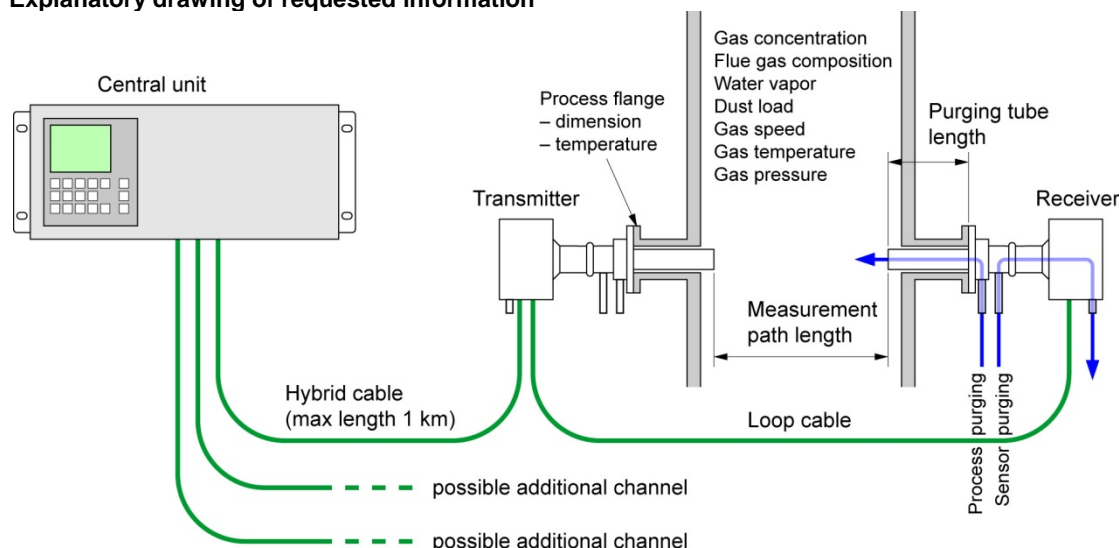 Explanatory drawing of requested information
Central unit
Process flange
– dimension
– temperature
Gas concentration
Flue gas composition
Water vapor
Dust load
Gas speed
Gas temperature
Gas pressure
Purging tube
length
Transmitter
Receiver
Measurement
path length
Hybrid cable
(max length 1 km)
Loop cable
Process purging
Sensor purging
possible additional channel
possible additional channel